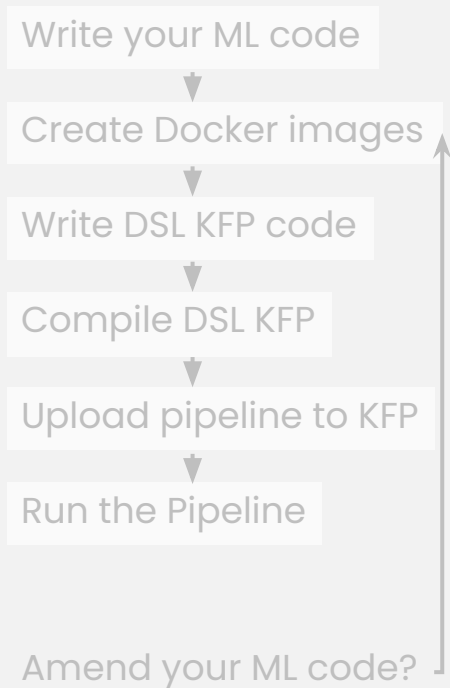 Write your ML code
Create Docker images
Write DSL KFP code
Compile DSL KFP
Upload pipeline to KFP
Run the Pipeline
Amend your ML code?